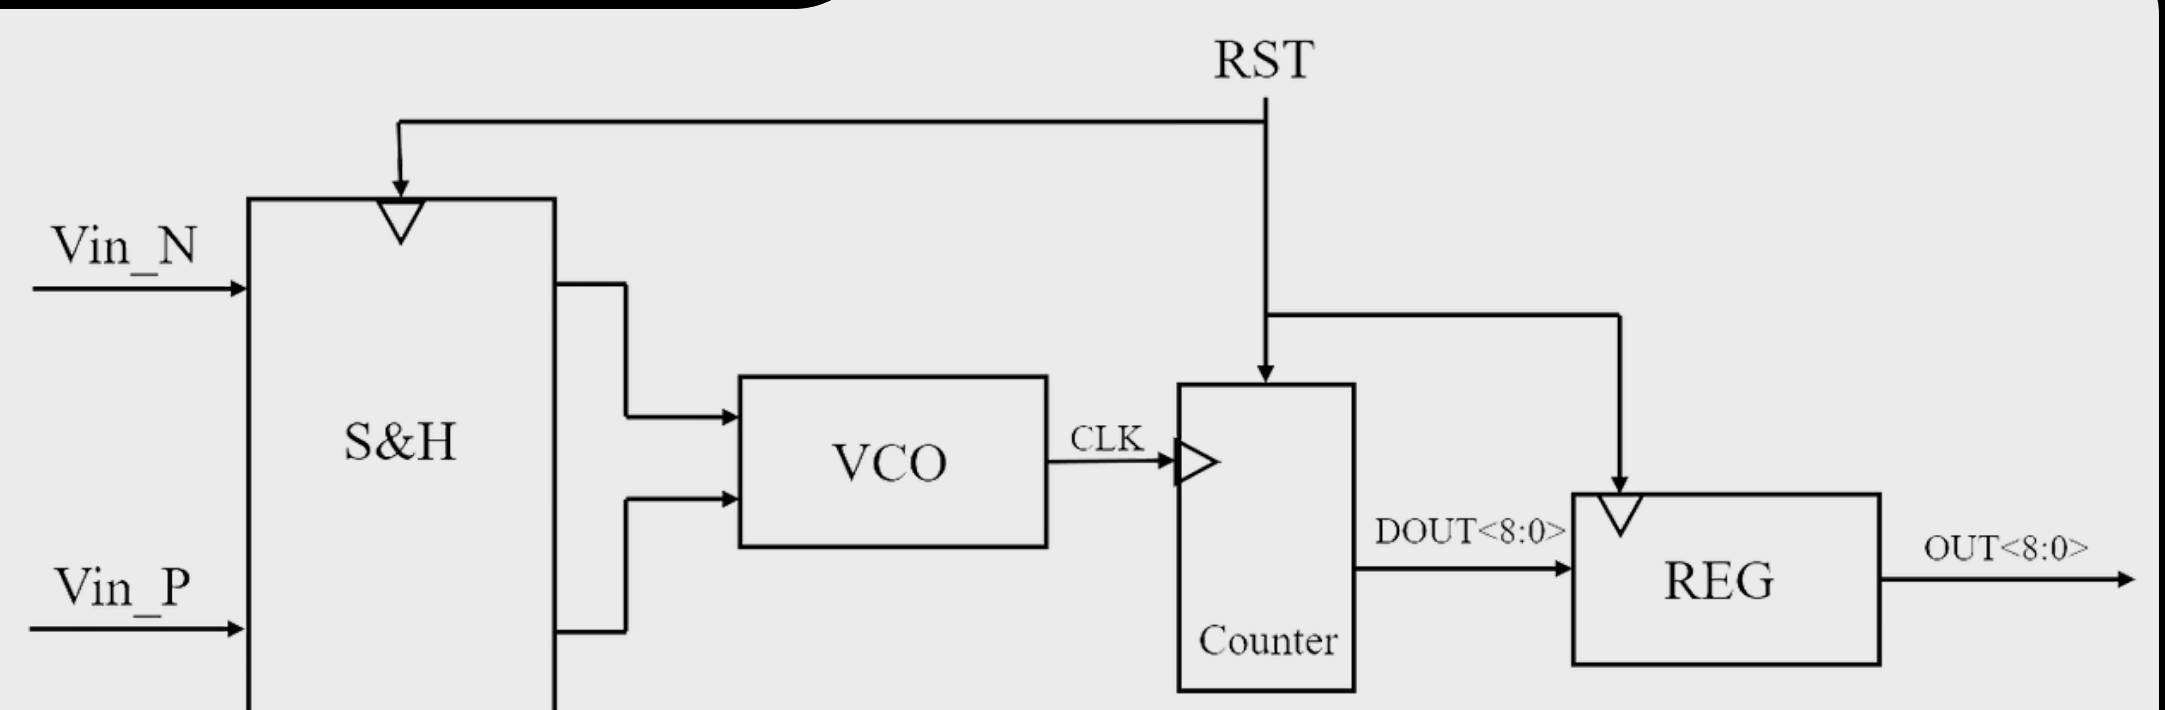 RST
Vin_N
S&H
VCO
CLK
DOUT<8:0>
OUT<8:0>
REG
Vin_P
Counter